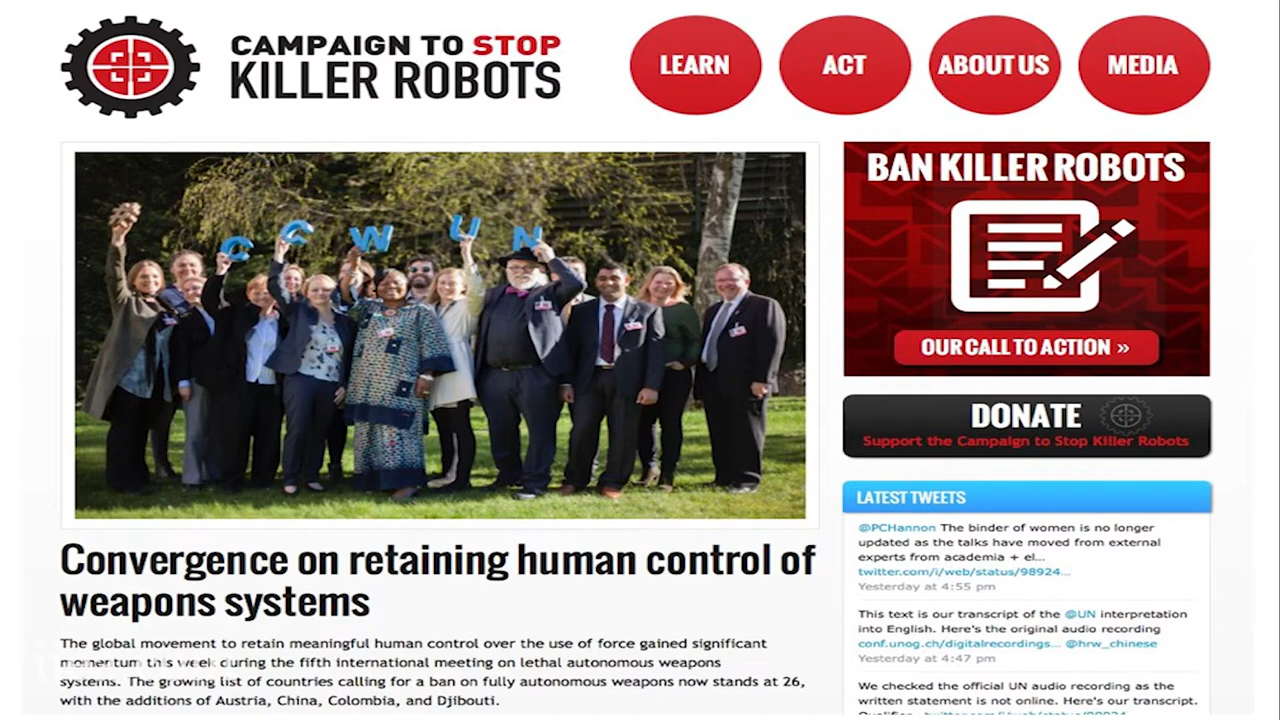 CAMPAIGN TO STOP
KILLER ROBOTS
LEARN
ACT
ABOUT US
MEDIA
C C W U N
BAN KILLER ROBOTS
OUR CALL TO ACTION »
DONATE
Support the Campaign to Stop Killer Robots
Convergence on retaining human control of
weapons systems
The global movement to retain meaningful human control over the use of force gained significant
momentum this week during the fifth international meeting on lethal autonomous weapons
systems. The growing list of countries calling for a ban on fully autonomous weapons now stands at 26,
with the additions of Austria, China, Colombia, and Djibouti.
LATEST TWEETS
@PCHannon The binder of women is no longer
updated as the talks have moved from external
experts from academia + el...
twitter.com/i/web/status/98924...
Yesterday at 4:55 pm
This text is our transcript of the @UN interpretation
into English. Here's the original audio recording
conf.unog.ch/digitalrecordings... @hrw_chinese
Yesterday at 4:47 pm
We checked the official UN audio recording as the
written statement is not online. Here's our transcript.
twitter.com/i/web/status/98924...